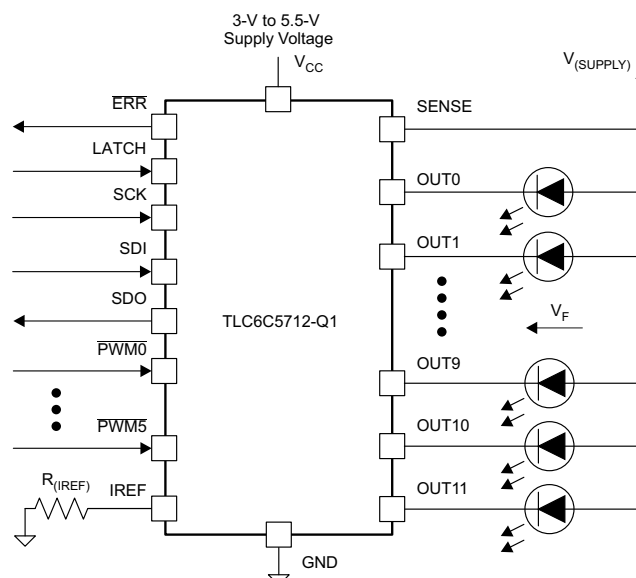 3-V to 5.5-V
Supply Voltage
V(SUPPLY)
VCC
ERR
SENSE
LATCH
SCK
OUT0
SDI
OUT1
SDO
TLC6C5712-Q1
VF
PWM0
OUT9
PWM5
OUT10
R(IREF)
IREF
OUT11
GND